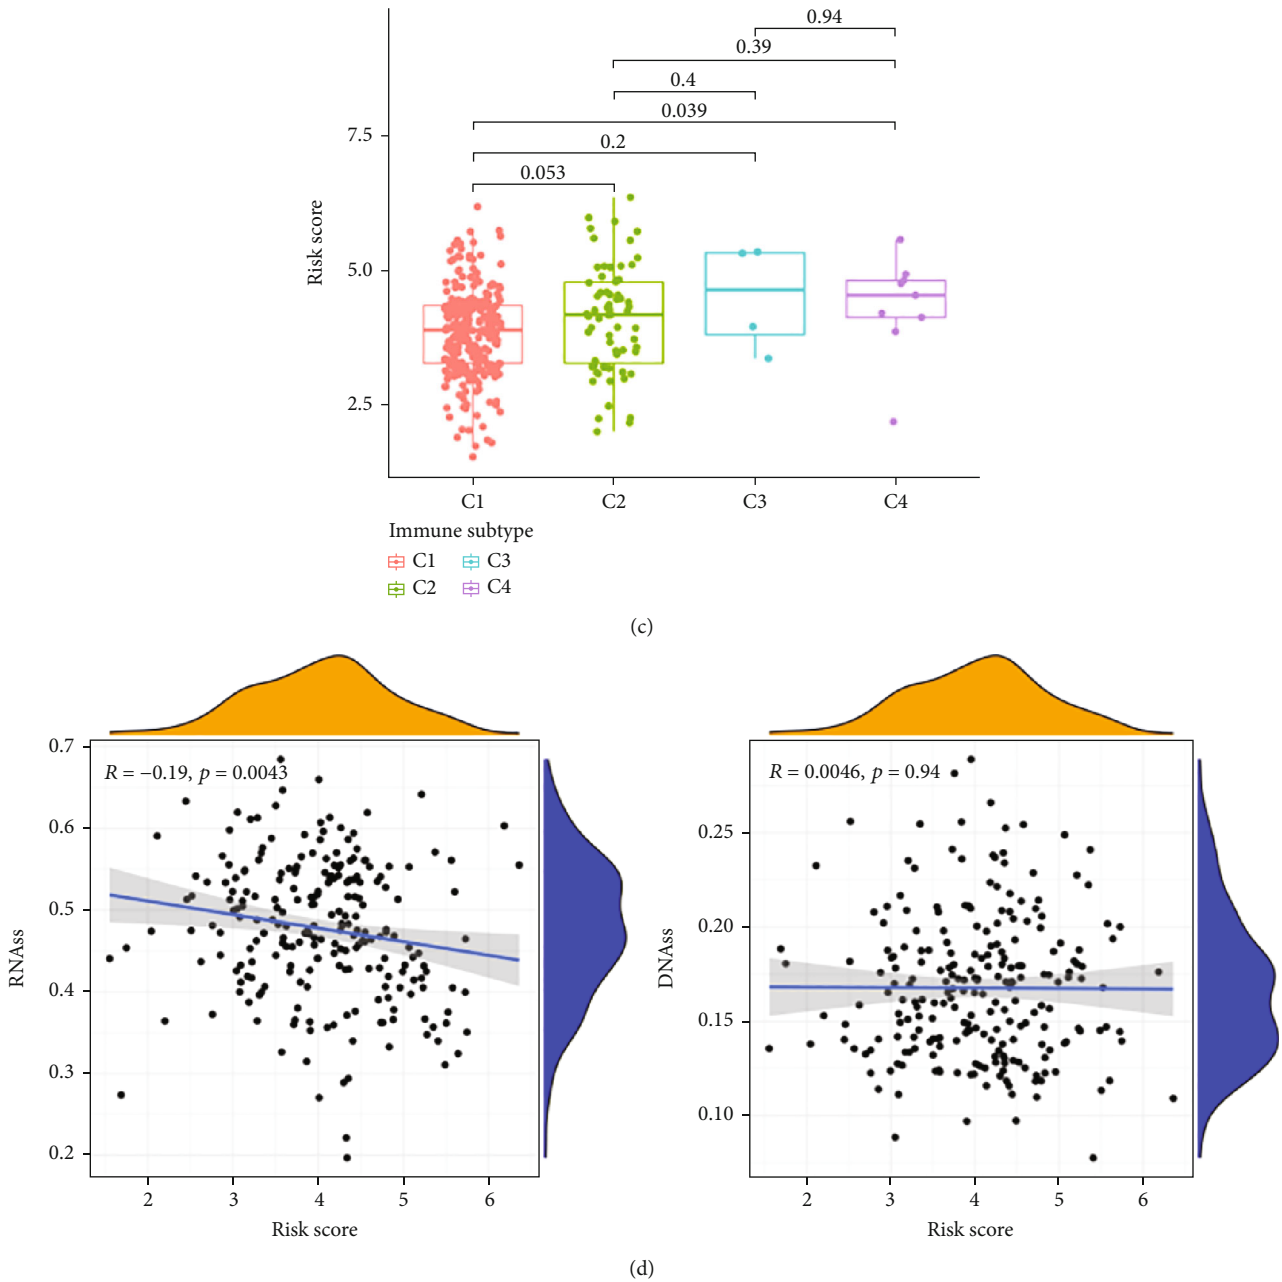 0.94
0.39
0.4
0.039
0.2
0.053
7.5
5.0
2.5
Risk score
C1 C2 C3 C4
Immune subtype
C1 C3
C2 C4
(c)
R = −0.19, p = 0.0043
0.7
0.6
0.5
0.4
0.3
0.2
RNAss
2 3 4 5 6
Risk score
R = 0.0046, p = 0.94
0.25
0.20
0.15
0.10
DNAss
2 3 4 5 6
Risk score
(d)